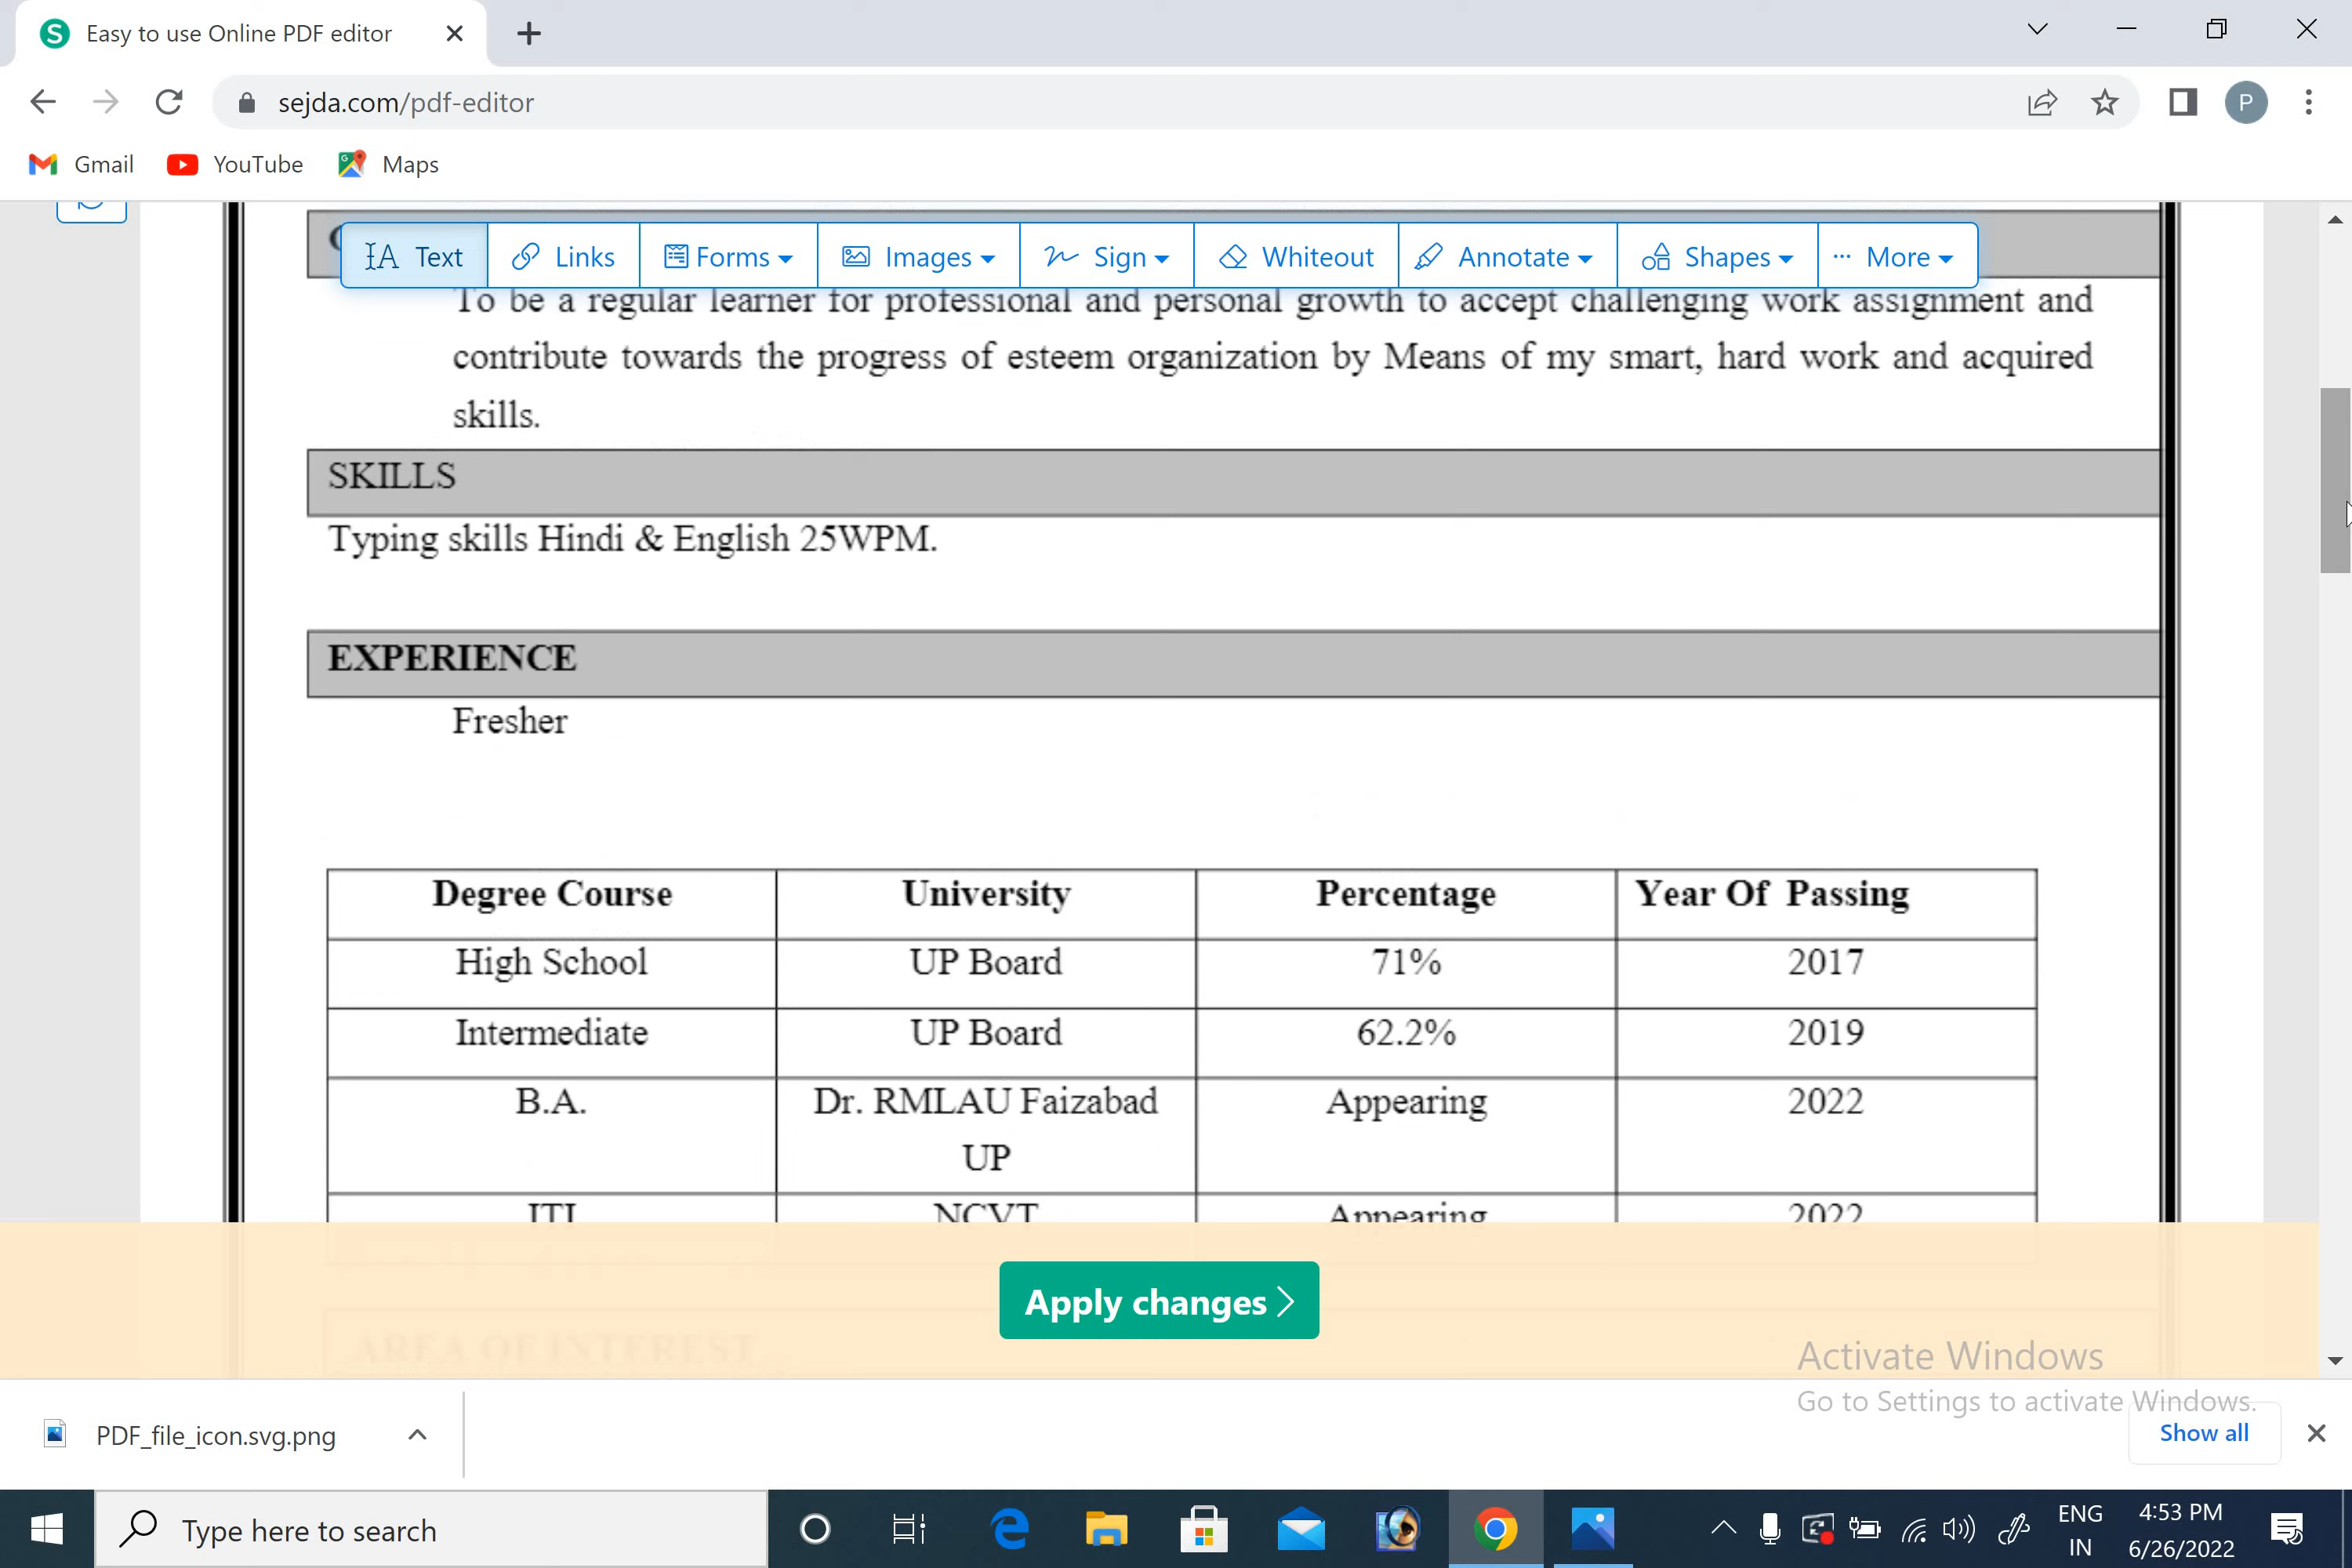 Easy to use Online PDF editor
sejda.com/pdf-editor
P
Gmail
YouTube
Maps
Text
Links
Forms
Images
Sign
Whiteout
Annotate
Shapes
More
To be a regular learner for professional and personal growth to accept challenging work assignment and
contribute towards the progress of esteem organization by Means of my smart, hard work and acquired
skills.
SKILLS
Typing skills Hindi & English 25WPM.
EXPERIENCE
Fresher
Degree Course University Percentage Year Of Passing
High School UP Board 71% 2017
Intermediate UP Board 62.2% 2019
B.A. Dr. RMLAU Faizabad Appearing 2022
UP
ITI NCVT Appearing 2022
Apply changes
AREA OF INTEREST
Activate Windows
Go to Settings to activate Windows.
PDF_file_icon.svg.png
Show all
Type here to search
ENG
IN
4:53 PM
6/26/2022